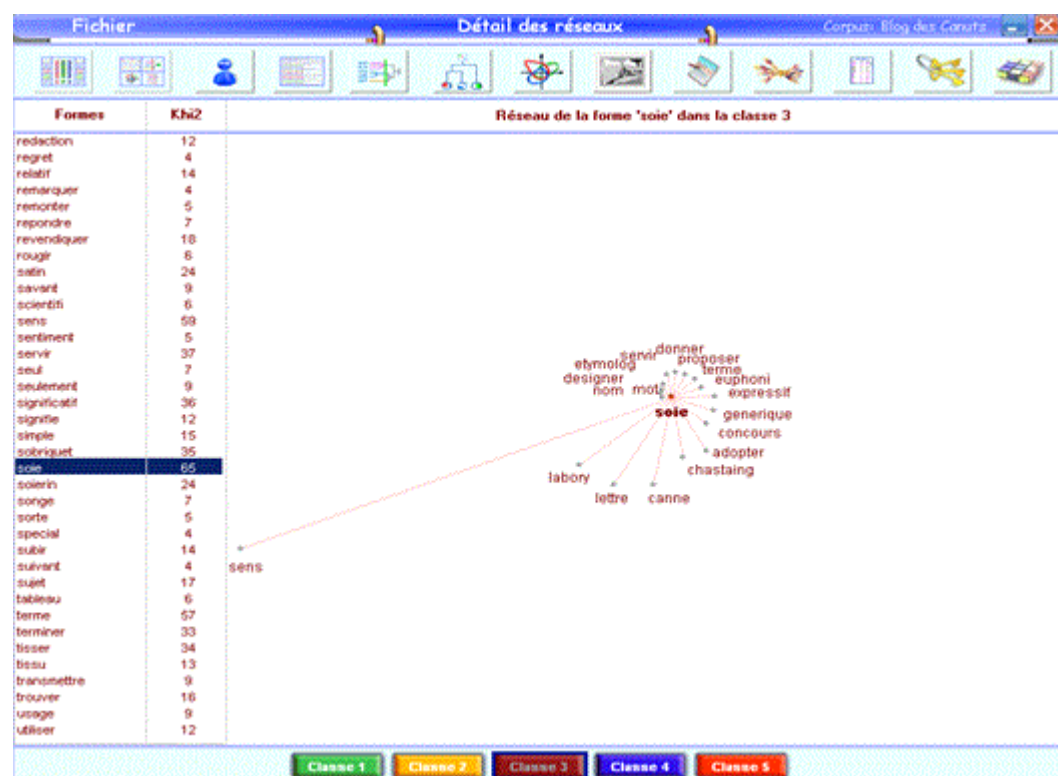 Fichier Détail des réseaux Corpus: Blog des Canuts
Formes Khi2 Réseau de la forme 'soie' dans la classe 3
redaction 12
regret 4
relatif 14
remarquer 4
remonter 5
repondre 7
revendiquer 18
rougir 6
satin 24
savant 9
scientifi 6
sens 59
sentiment 5
servir 37
seul 7
seulement 9
significatif 36
signifie 12
simple 15
sobriquet 35
soie 65
soierin 24
songe 7
sorte 5
special 4
subir 14
suivant 4
sujet 17
tableau 6
terme 57
terminer 33
tisser 34
tissu 13
transmettre 9
trouver 16
usage 9
utiliser 12
donner
servir proposer
etymolog terme
designer euphoni
nom mot expressif
soie generique
concours
adopter
chastaing
labory
lettre canne
sens
Classe 1 Classe 2 Classe 3 Classe 4 Classe 5